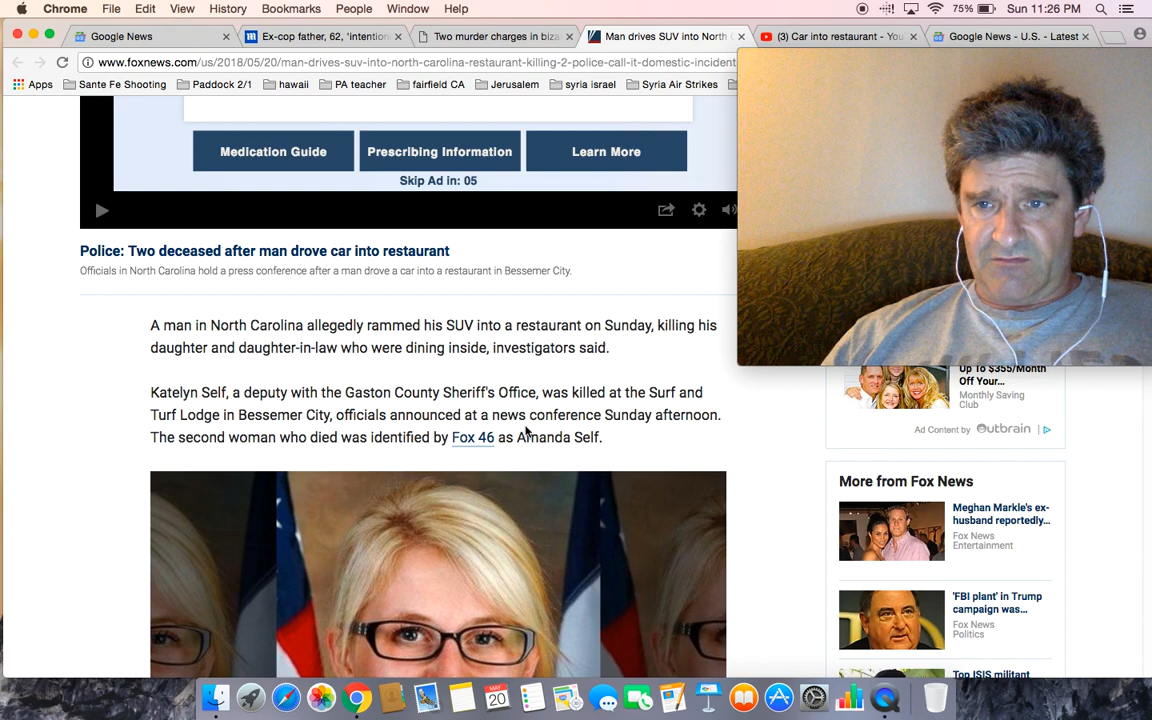 Chrome File Edit View History Bookmarks People Window Help 75% Sun 11:26 PM
Google News
Ex-cop father, 62, 'intention
Two murder charges in biza
Man drives SUV into North C
(3) Car into restaurant - You
Google News - U.S. - Latest
www.foxnews.com/us/2018/05/20/man-drives-suv-into-north-carolina-restaurant-killing-2-police-call-it-domestic-incident
Apps Sante Fe Shooting Paddock 2/1 hawaii PA teacher fairfield CA Jerusalem syria israel Syria Air Strikes
Medication Guide
Prescribing Information
Learn More
Skip Ad in: 05
Police: Two deceased after man drove car into restaurant
Officials in North Carolina hold a press conference after a man drove a car into a restaurant in Bessemer City.
A man in North Carolina allegedly rammed his SUV into a restaurant on Sunday, killing his
daughter and daughter-in-law who were dining inside, investigators said.
Katelyn Self, a deputy with the Gaston County Sheriff's Office, was killed at the Surf and
Turf Lodge in Bessemer City, officials announced at a news conference Sunday afternoon.
The second woman who died was identified by Fox 46 as Amanda Self.
Up To $355/Month
Off Your...
Monthly Saving
Club
Ad Content by Outbrain
More from Fox News
Meghan Markle's ex-
husband reportedly...
Fox News
Entertainment
'FBI plant' in Trump
campaign was...
Fox News
Politics
Top ISIS militant
MAY
20